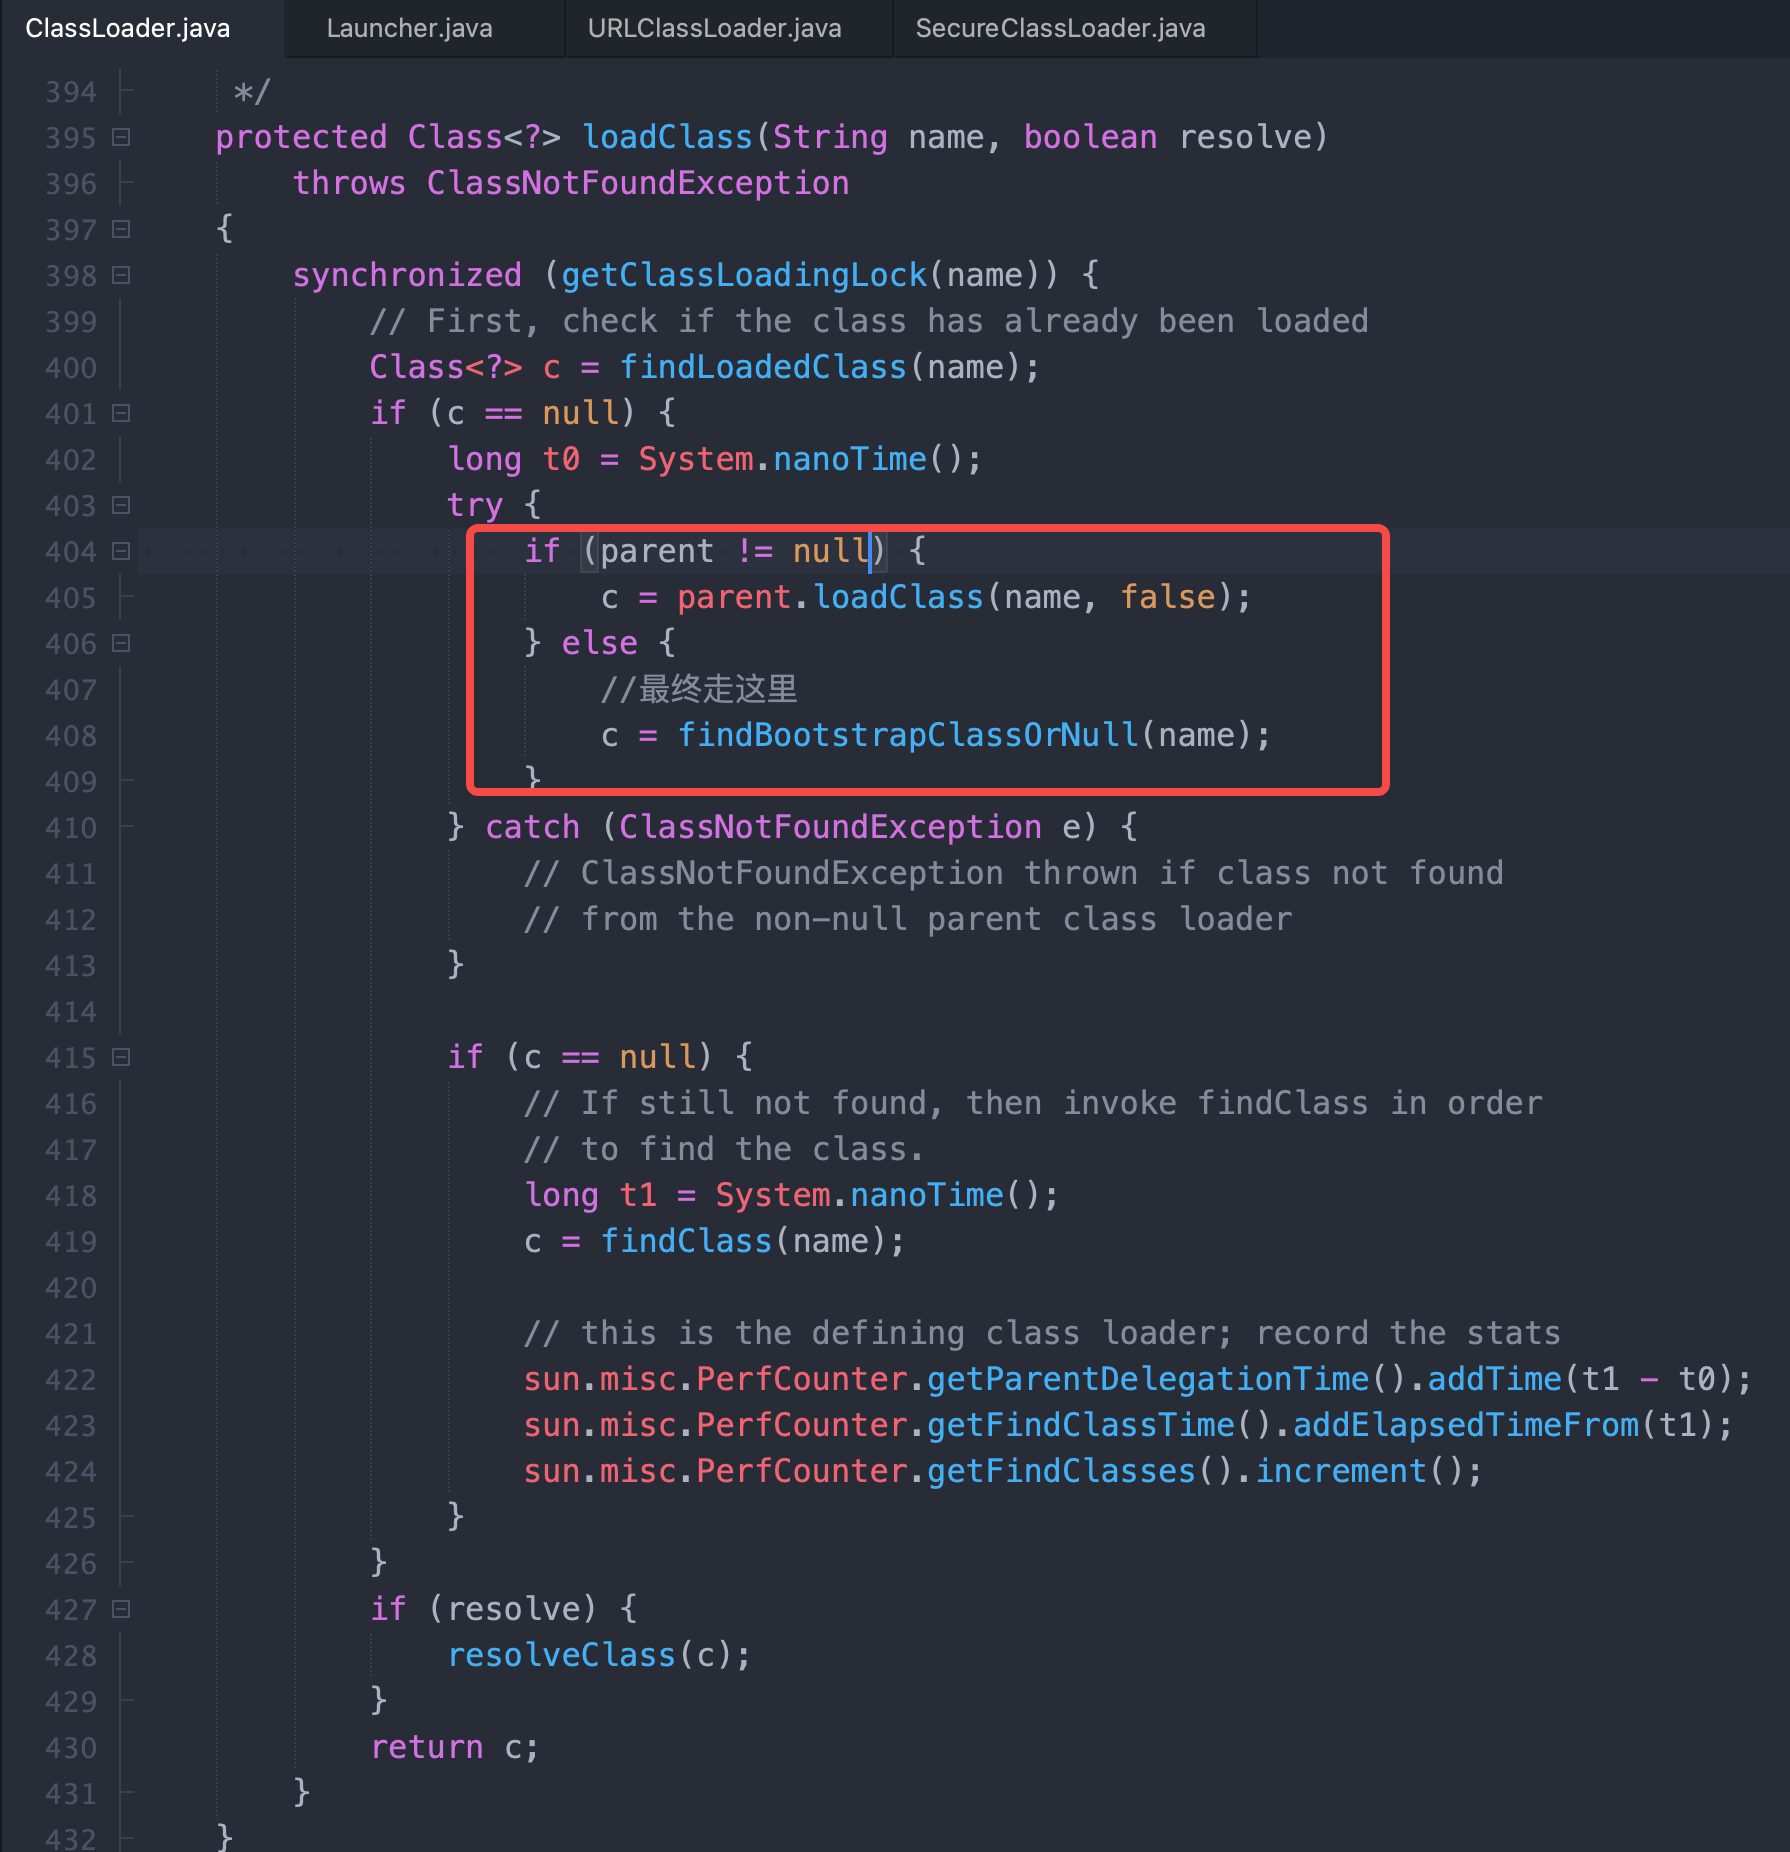 ClassLoader.java Launcher.java URLClassLoader.java SecureClassLoader.java
394 */
395 protected Class<?> loadClass(String name, boolean resolve)
396 throws ClassNotFoundException
397 {
398 synchronized (getClassLoadingLock(name)) {
399 // First, check if the class has already been loaded
400 Class<?> c = findLoadedClass(name);
401 if (c == null) {
402 long t0 = System.nanoTime();
403 try {
404 if (parent != null) {
405 c = parent.loadClass(name, false);
406 } else {
407 //最终走这里
408 c = findBootstrapClassOrNull(name);
409 }
410 } catch (ClassNotFoundException e) {
411 // ClassNotFoundException thrown if class not found
412 // from the non-null parent class loader
413 }
414
415 if (c == null) {
416 // If still not found, then invoke findClass in order
417 // to find the class.
418 long t1 = System.nanoTime();
419 c = findClass(name);
420
421 // this is the defining class loader; record the stats
422 sun.misc.PerfCounter.getParentDelegationTime().addTime(t1 - t0);
423 sun.misc.PerfCounter.getFindClassTime().addElapsedTimeFrom(t1);
424 sun.misc.PerfCounter.getFindClasses().increment();
425 }
426 }
427 if (resolve) {
428 resolveClass(c);
429 }
430 return c;
431 }
432 }